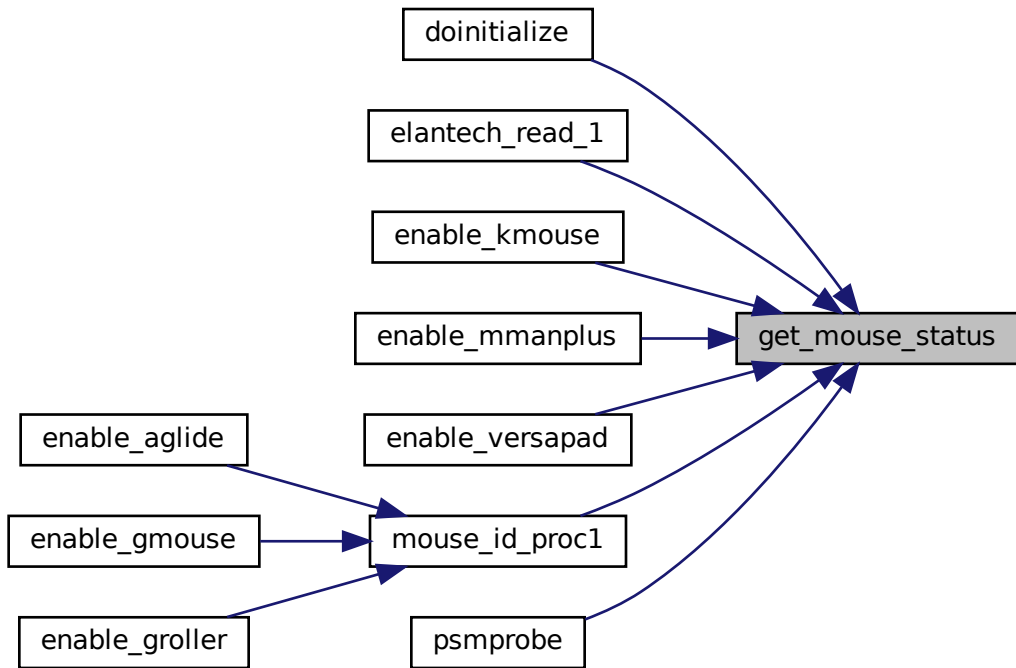 doinitialize
elantech_read_1
enable_kmouse
enable_mmanplus
get_mouse_status
enable_versapad
enable_aglide
enable_gmouse
mouse_id_proc1
enable_groller
psmprobe